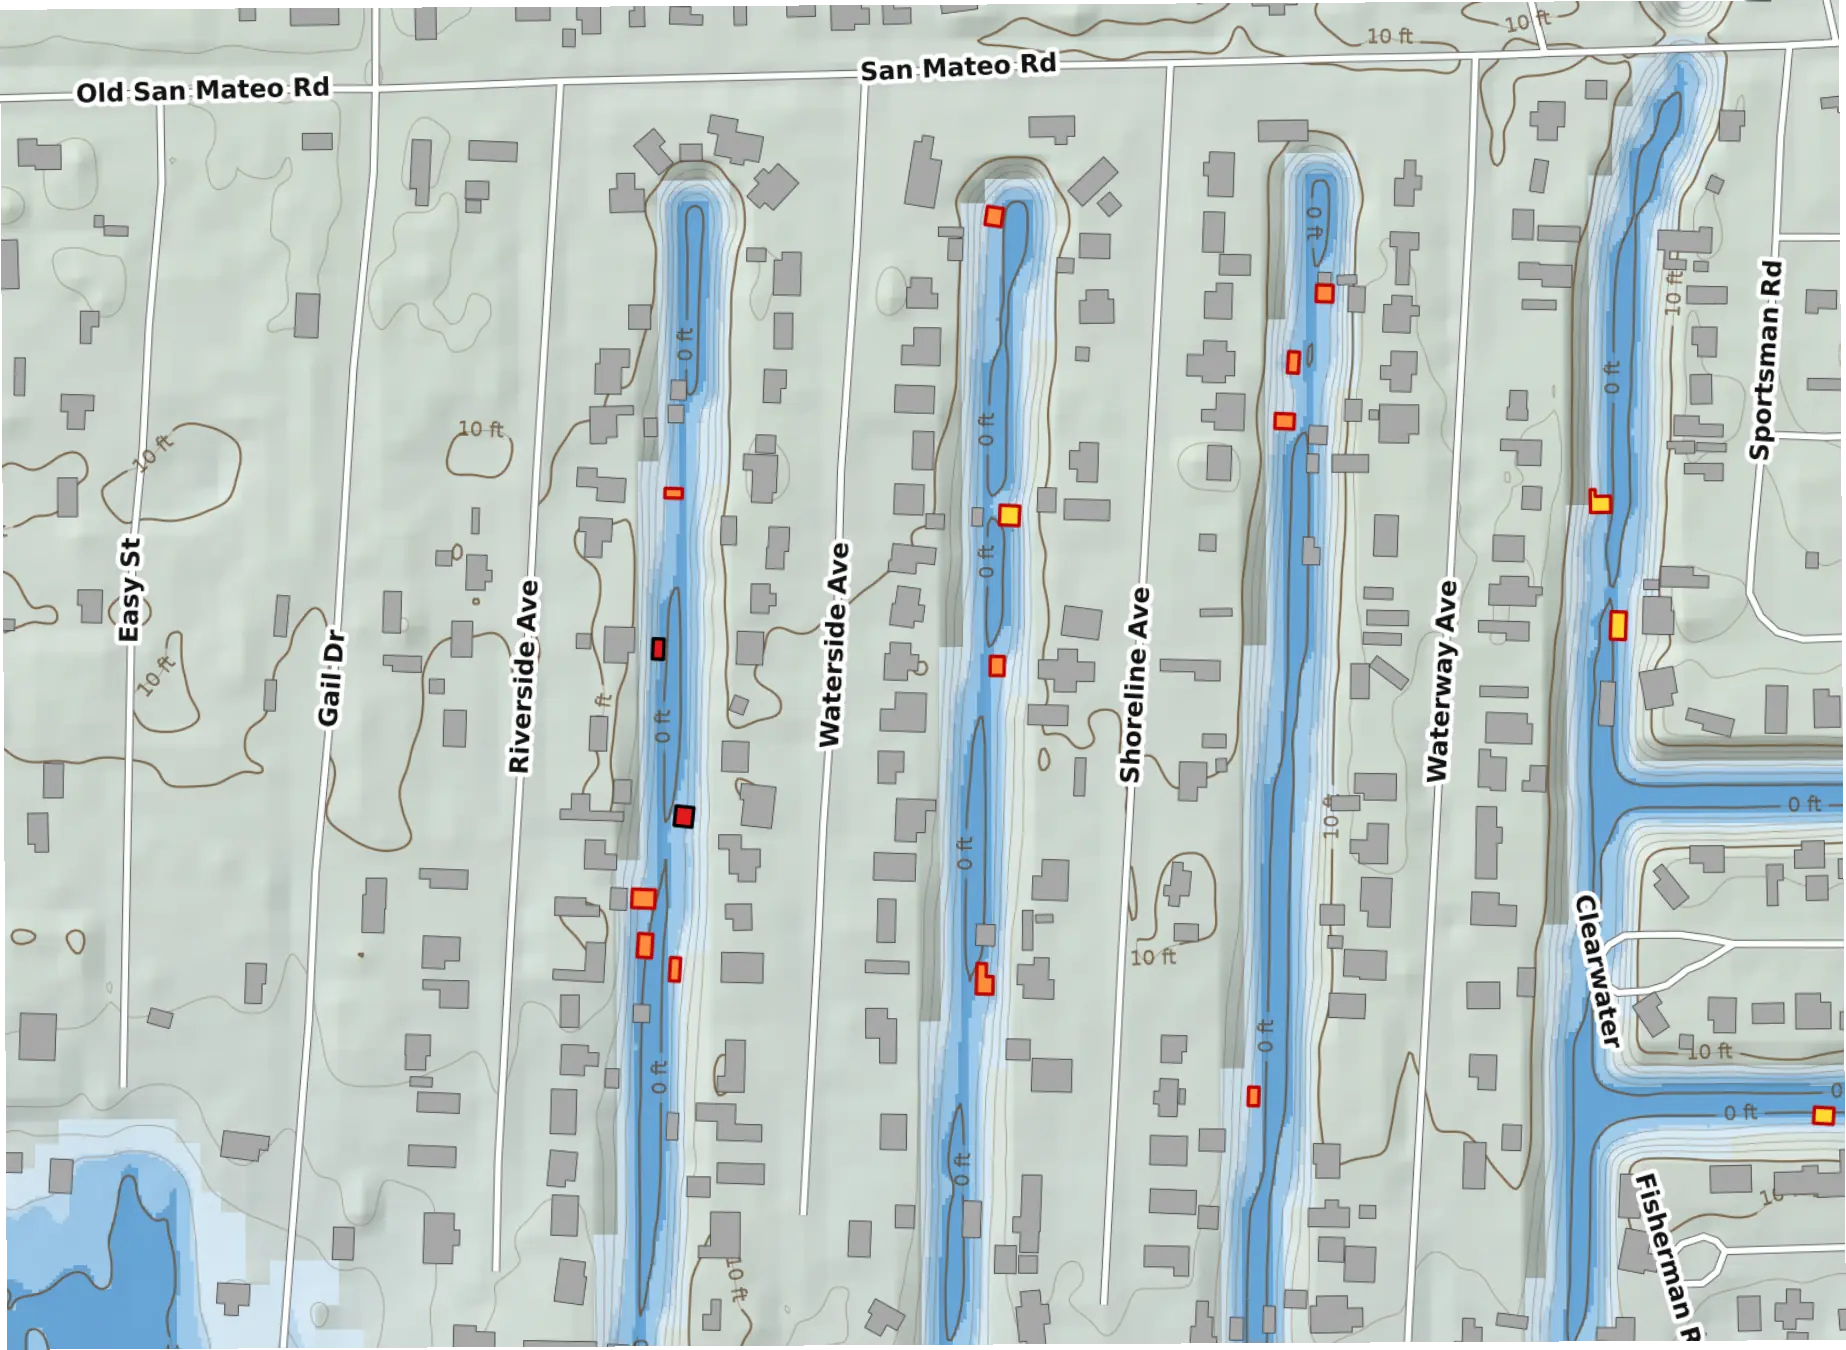 10 ft
10 ft
San Mateo Rd
Old San Mateo Rd
0 ft
10 ft
Sportsman Rd
0 ft
0 ft
10 ft
10 ft
0 ft
0 ft
Easy St
Gail Dr
Riverside Ave
Waterside Ave
Shoreline Ave
Waterway Ave
10 ft
ft
0 ft
0 ft
10 ft
0 ft
Clearwater
10 ft
0 ft
10 ft
0 ft
0 ft
0 ft
0
Fisherman R
10 ft